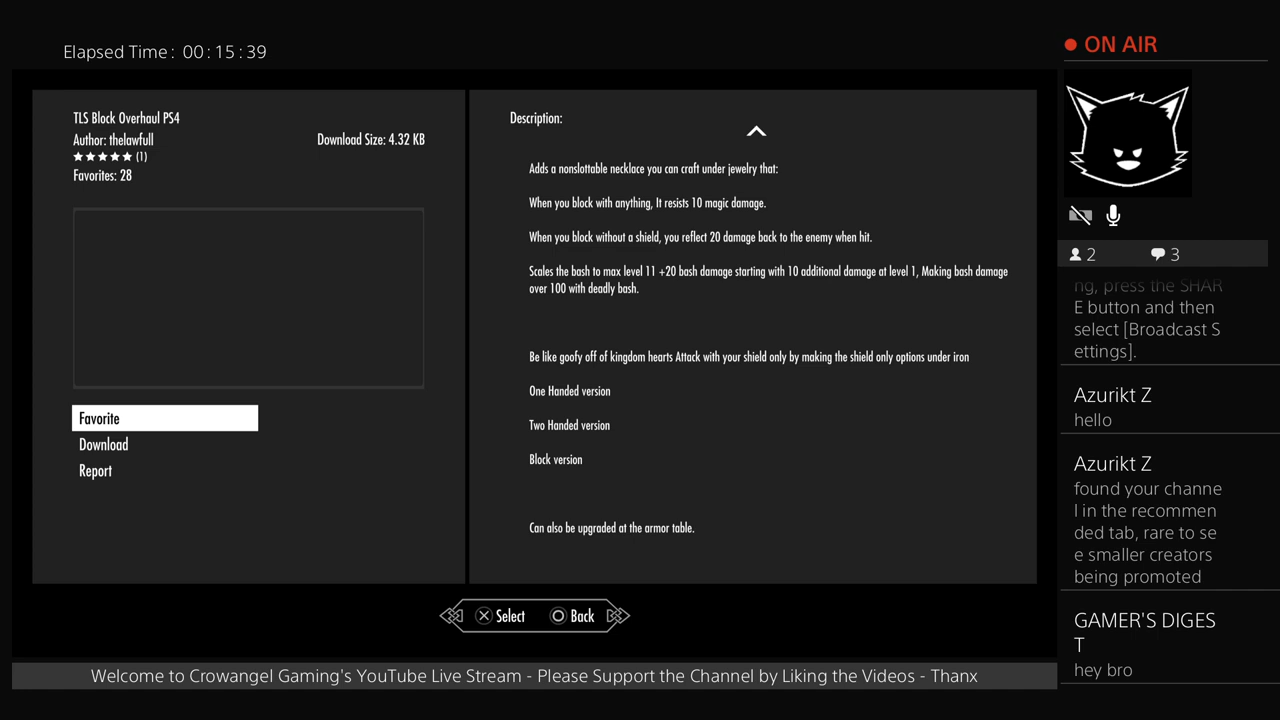 Elapsed Time: 00:15:39
TLS Block Overhaul PS4
Author: thelawfull
Download Size: 4.32 KB
★★★★★ (1)
Favorites: 28
Favorite
Download
Report
Description:
Adds a nonslottable necklace you can craft under jewelry that:
When you block with anything, It resists 10 magic damage.
When you block without a shield, you reflect 20 damage back to the enemy when hit.
Scales the bash to max level 11 +20 bash damage starting with 10 additional damage at level 1, Making bash damage
over 100 with deadly bash.
Be like goofy off of kingdom hearts Attack with your shield only by making the shield only options under iron
One Handed version
Two Handed version
Block version
Can also be upgraded at the armor table.
Select Back
Welcome to Crowangel Gaming's YouTube Live Stream - Please Support the Channel by Liking the Videos - Thanx
ON AIR
2 3
ng, press the SHAR
E button and then
select [Broadcast S
ettings].
Azurikt Z
hello
Azurikt Z
found your channe
l in the recommen
ded tab, rare to se
e smaller creators
being promoted
GAMER'S DIGES
T
hey bro